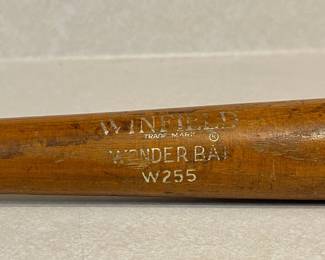 WINFIELD
TRADE MARK ®
WONDER BAT
W255